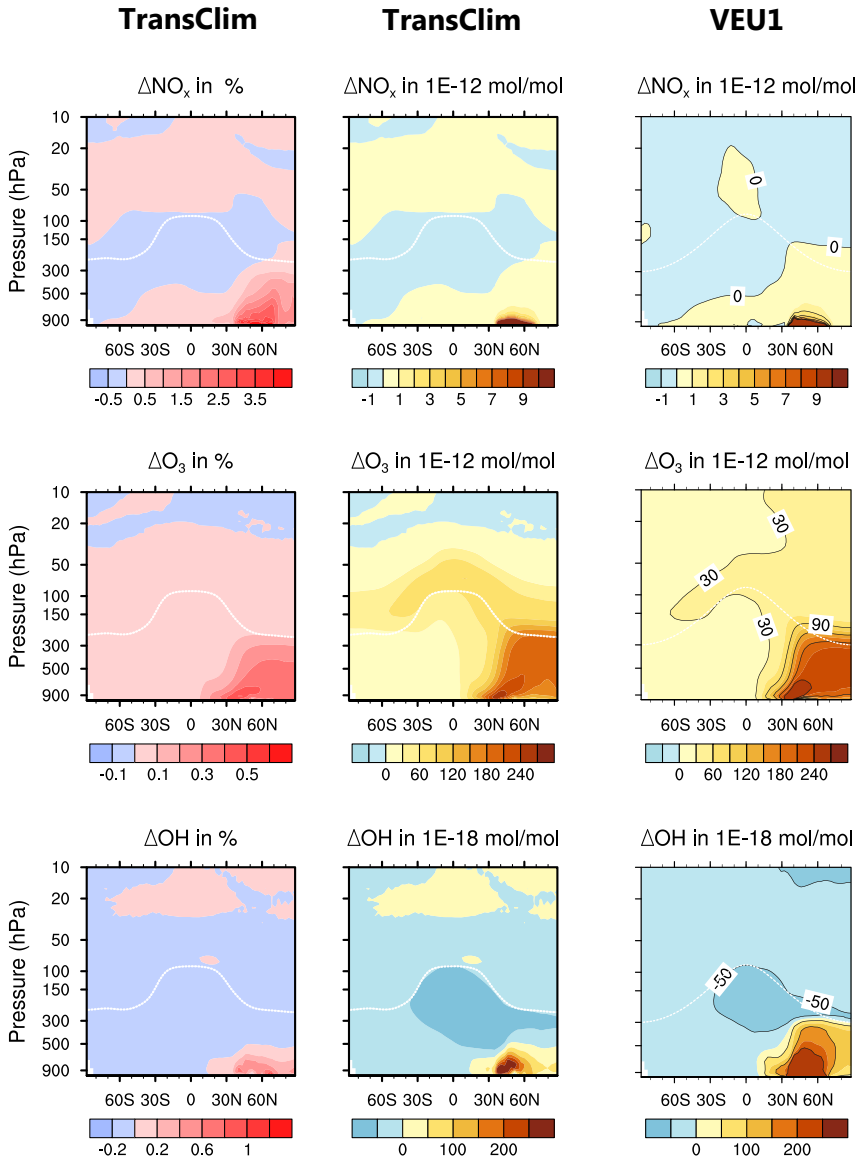 TransClim TransClim VEU1
ΔNOₓ in % ΔNOₓ in 1E-12 mol/mol ΔNOₓ in 1E-12 mol/mol
10
20
50
100
150
300
500
900
Pressure (hPa)
0
0
0
60S 30S 0 30N 60N 60S 30S 0 30N 60N 60S 30S 0 30N 60N
-0.5 0.5 1.5 2.5 3.5 -1 1 3 5 7 9 -1 1 3 5 7 9
ΔO₃ in % ΔO₃ in 1E-12 mol/mol ΔO₃ in 1E-12 mol/mol
10
20
50
100
150
300
500
900
Pressure (hPa)
30
30
90
30
60S 30S 0 30N 60N 60S 30S 0 30N 60N 60S 30S 0 30N 60N
-0.1 0.1 0.3 0.5 0 60 120 180 240 0 60 120 180 240
ΔOH in % ΔOH in 1E-18 mol/mol ΔOH in 1E-18 mol/mol
10
20
50
100
150
300
500
900
Pressure (hPa)
-50
-50
60S 30S 0 30N 60N 60S 30S 0 30N 60N 60S 30S 0 30N 60N
-0.2 0.2 0.6 1 0 100 200 0 100 200